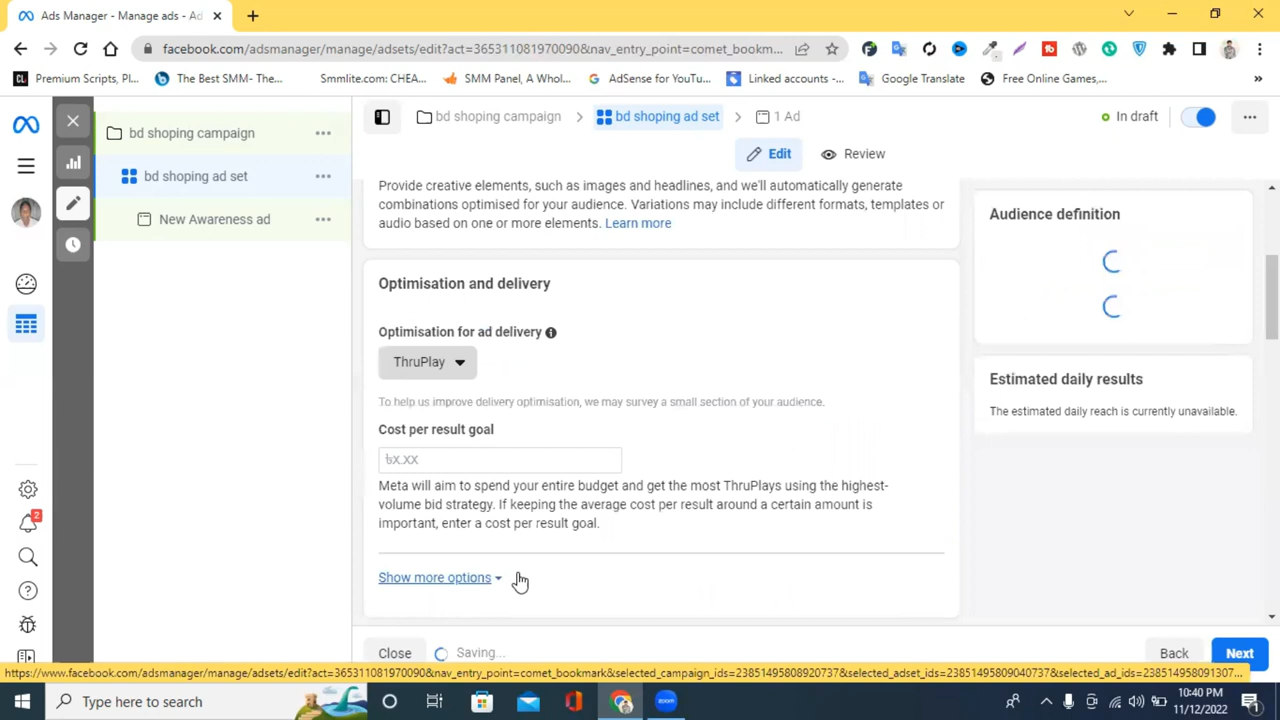 Ads Manager - Manage ads - Ad
facebook.com/adsmanager/manage/adsets/edit?act=365311081970090&nav_entry_point=comet_bookm...
Premium Scripts, Pl...
The Best SMM- The...
Smmlite.com: CHEA...
SMM Panel, A Whol...
AdSense for YouTu...
Linked accounts -...
Google Translate
Free Online Games,...
»
bd shoping campaign
bd shoping ad set
New Awareness ad
bd shoping campaign
bd shoping ad set
1 Ad
In draft
Edit
Review
Provide creative elements, such as images and headlines, and we'll automatically generate
combinations optimised for your audience. Variations may include different formats, templates or
audio based on one or more elements. Learn more
Optimisation and delivery
Optimisation for ad delivery
ThruPlay
To help us improve delivery optimisation, we may survey a small section of your audience.
Cost per result goal
৳X.XX
Meta will aim to spend your entire budget and get the most ThruPlays using the highest-
volume bid strategy. If keeping the average cost per result around a certain amount is
important, enter a cost per result goal.
Show more options
Audience definition
Estimated daily results
The estimated daily reach is currently unavailable.
2
Close
Saving...
Back
Next
https://www.facebook.com/adsmanager/manage/adsets/edit?act=365311081970090&nav_entry_point=comet_bookmark&selected_campaign_ids=23851495808920737&selected_adset_ids=23851495809040737&selected_ad_ids=238514958091307...
Type here to search
zoom
10:40 PM
11/12/2022
1